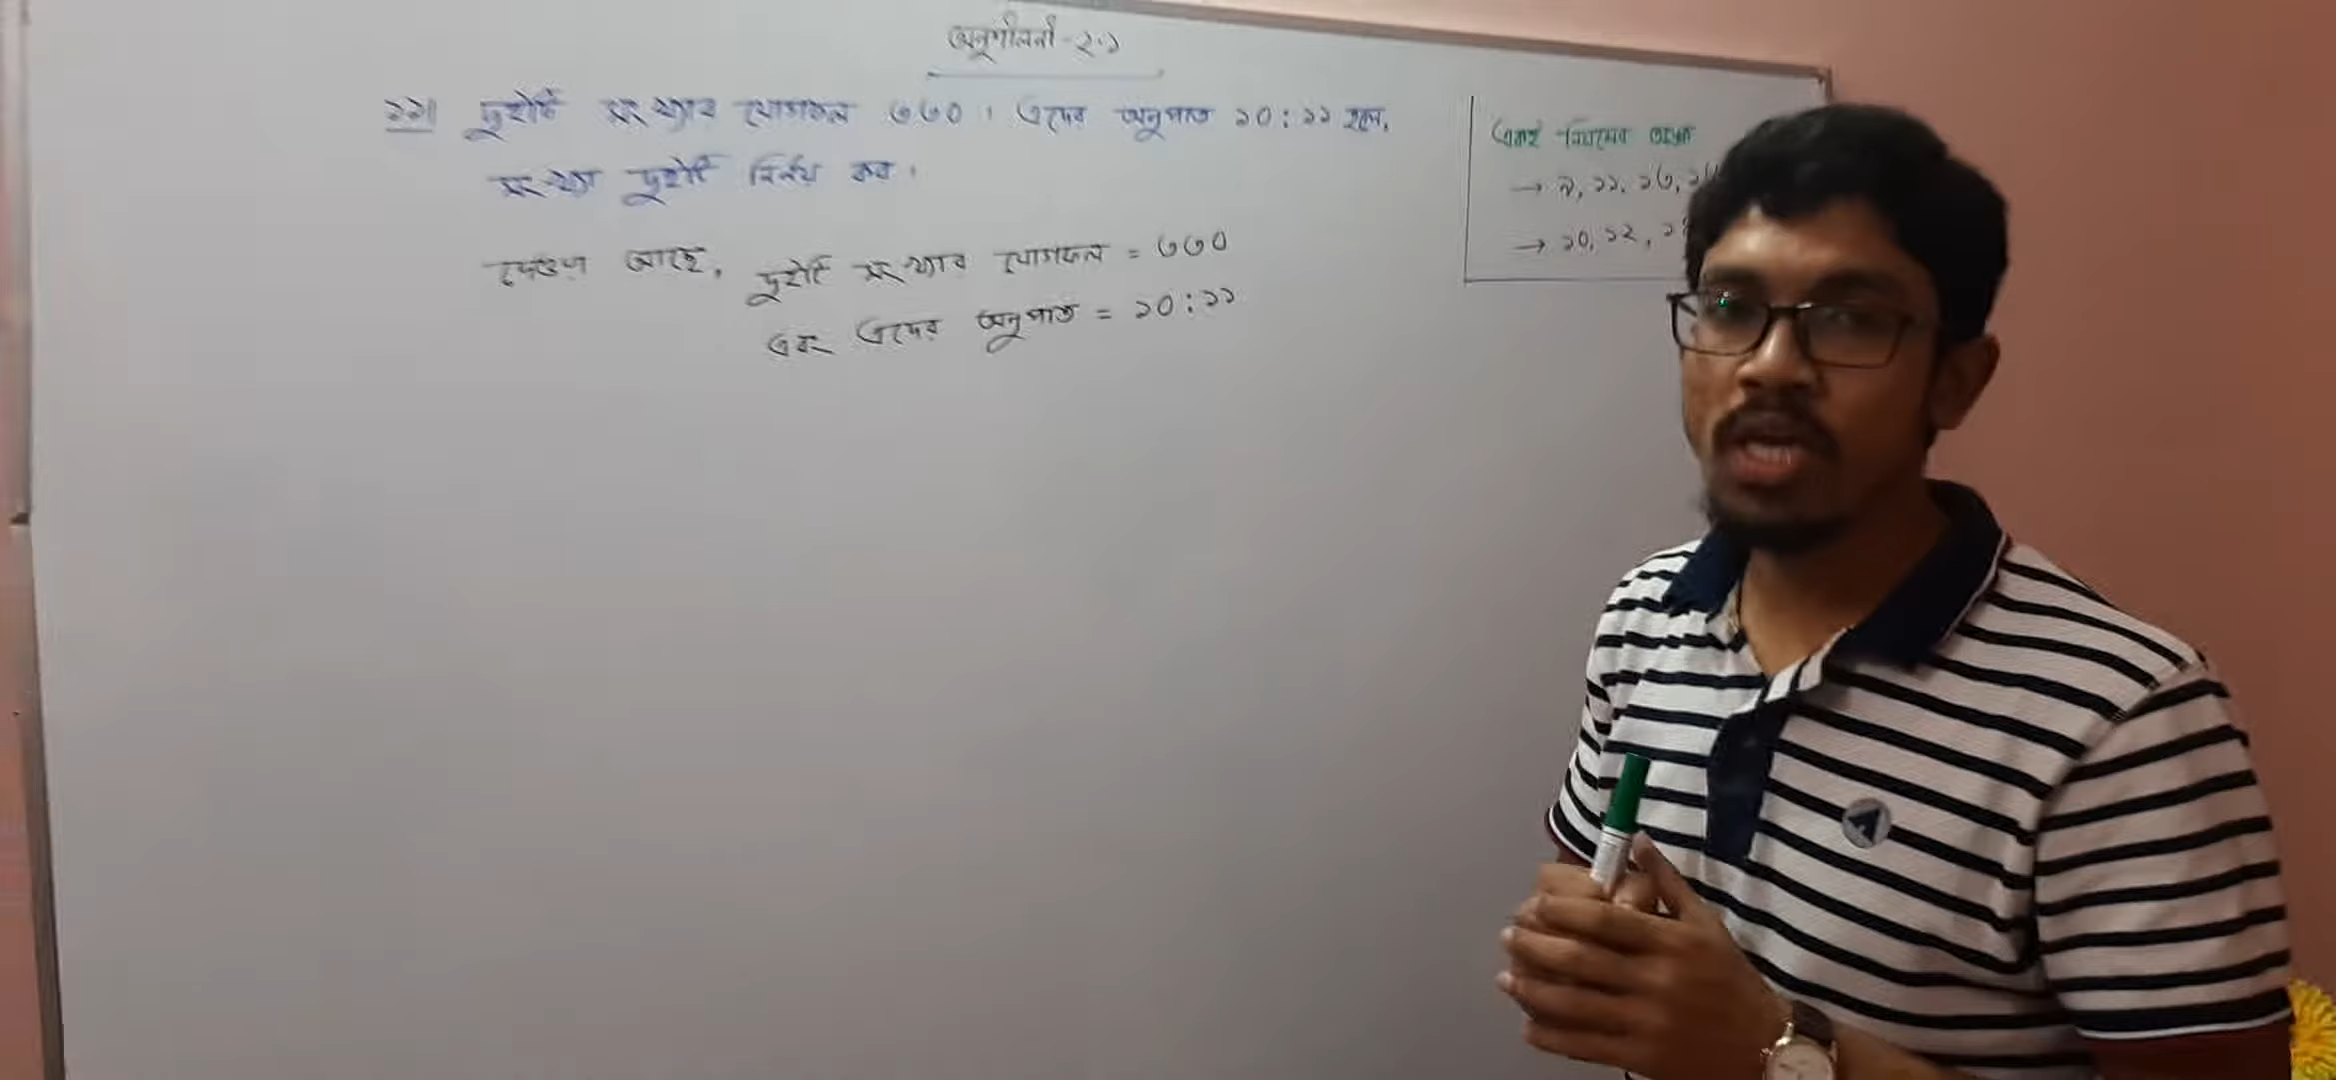 অনুশীলনী-২.১
১১। দুইটি সংখ্যার যোগফল ৬৩০। এদের অনুপাত ১০:১১ হলে,
সংখ্যা দুইটি নির্ণয় কর।
দেওয়া আছে, দুইটি সংখ্যার যোগফল = ৬৩০
এবং এদের অনুপাত = ১০:১১
একই নিয়মের অঙ্ক
→ ৯, ১১, ১৬,
→ ১০, ১২,